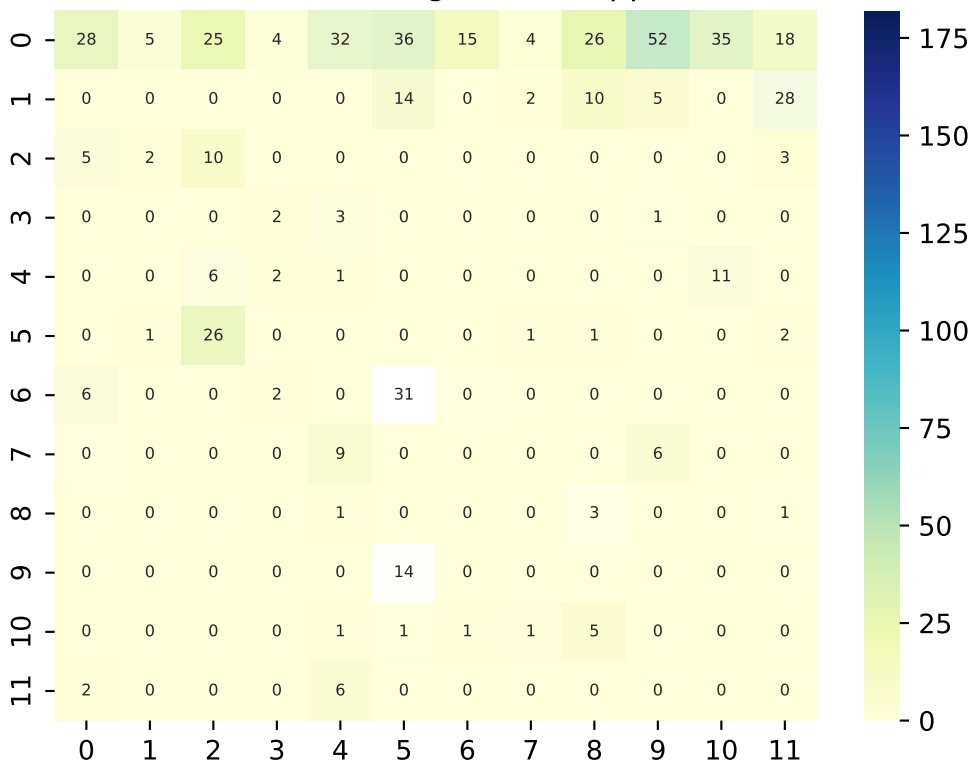 0 28 5 25 4 32 36 15 4 26 52 35 18
1 0 0 0 0 0 14 0 2 10 5 0 28
2 5 2 10 0 0 0 0 0 0 0 0 3
3 0 0 0 2 3 0 0 0 0 1 0 0
4 0 0 6 2 1 0 0 0 0 0 11 0
5 0 1 26 0 0 0 0 1 1 0 0 2
6 6 0 0 2 0 31 0 0 0 0 0 0
7 0 0 0 0 9 0 0 0 0 6 0 0
8 0 0 0 0 1 0 0 0 3 0 0 1
9 0 0 0 0 0 14 0 0 0 0 0 0
10 0 0 0 0 1 1 1 1 5 0 0 0
11 2 0 0 0 6 0 0 0 0 0 0 0
0 1 2 3 4 5 6 7 8 9 10 11
175
150
125
100
75
50
25
0